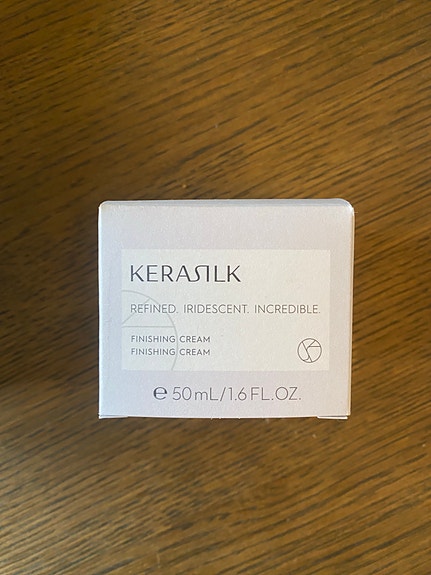 KERASILK
REFINED. IRIDESCENT. INCREDIBLE.
FINISHING CREAM
FINISHING CREAM
℮ 50 mL/1.6 FL.OZ.